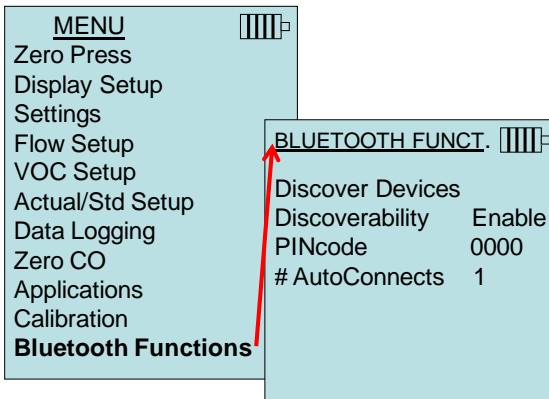 MENU
Zero Press
Display Setup
Settings
Flow Setup
VOC Setup
Actual/Std Setup
Data Logging
Zero CO
Applications
Calibration
Bluetooth Functions
BLUETOOTH FUNCT.
Discover Devices
Discoverability Enable
PINcode 0000
# AutoConnects 1